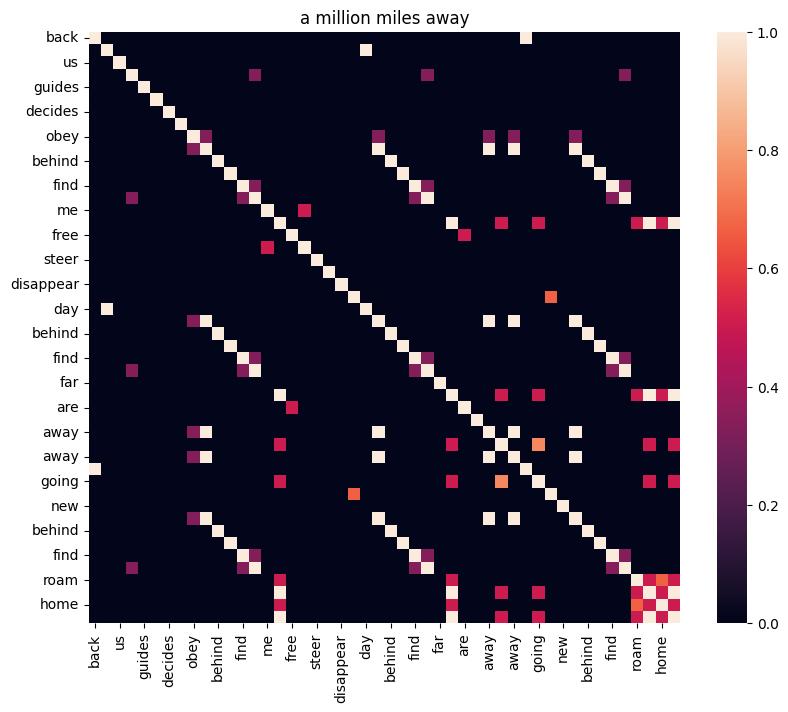 a million miles away
back
us
guides
decides
obey
behind
find
me
free
steer
disappear
day
behind
find
far
are
away
away
going
new
behind
find
roam
home
back
us
guides
decides
obey
behind
find
me
free
steer
disappear
day
behind
find
far
are
away
away
going
new
behind
find
roam
home
1.0
0.8
0.6
0.4
0.2
0.0